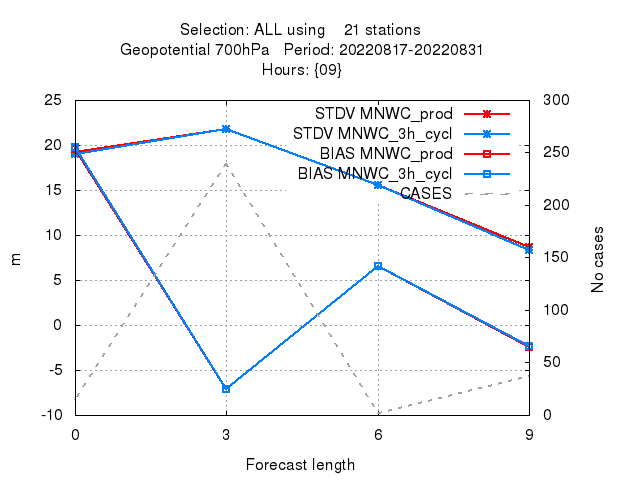 Selection: ALL using    21 stations
Geopotential 700hPa   Period: 20220817-20220831
Hours: {09}
25
20
15
10
5
0
-5
-10
m
STDV MNWC_prod
STDV MNWC_3h_cycl
BIAS MNWC_prod
BIAS MNWC_3h_cycl
CASES
300
250
200
150
100
50
0
No cases
0 3 6 9
Forecast length